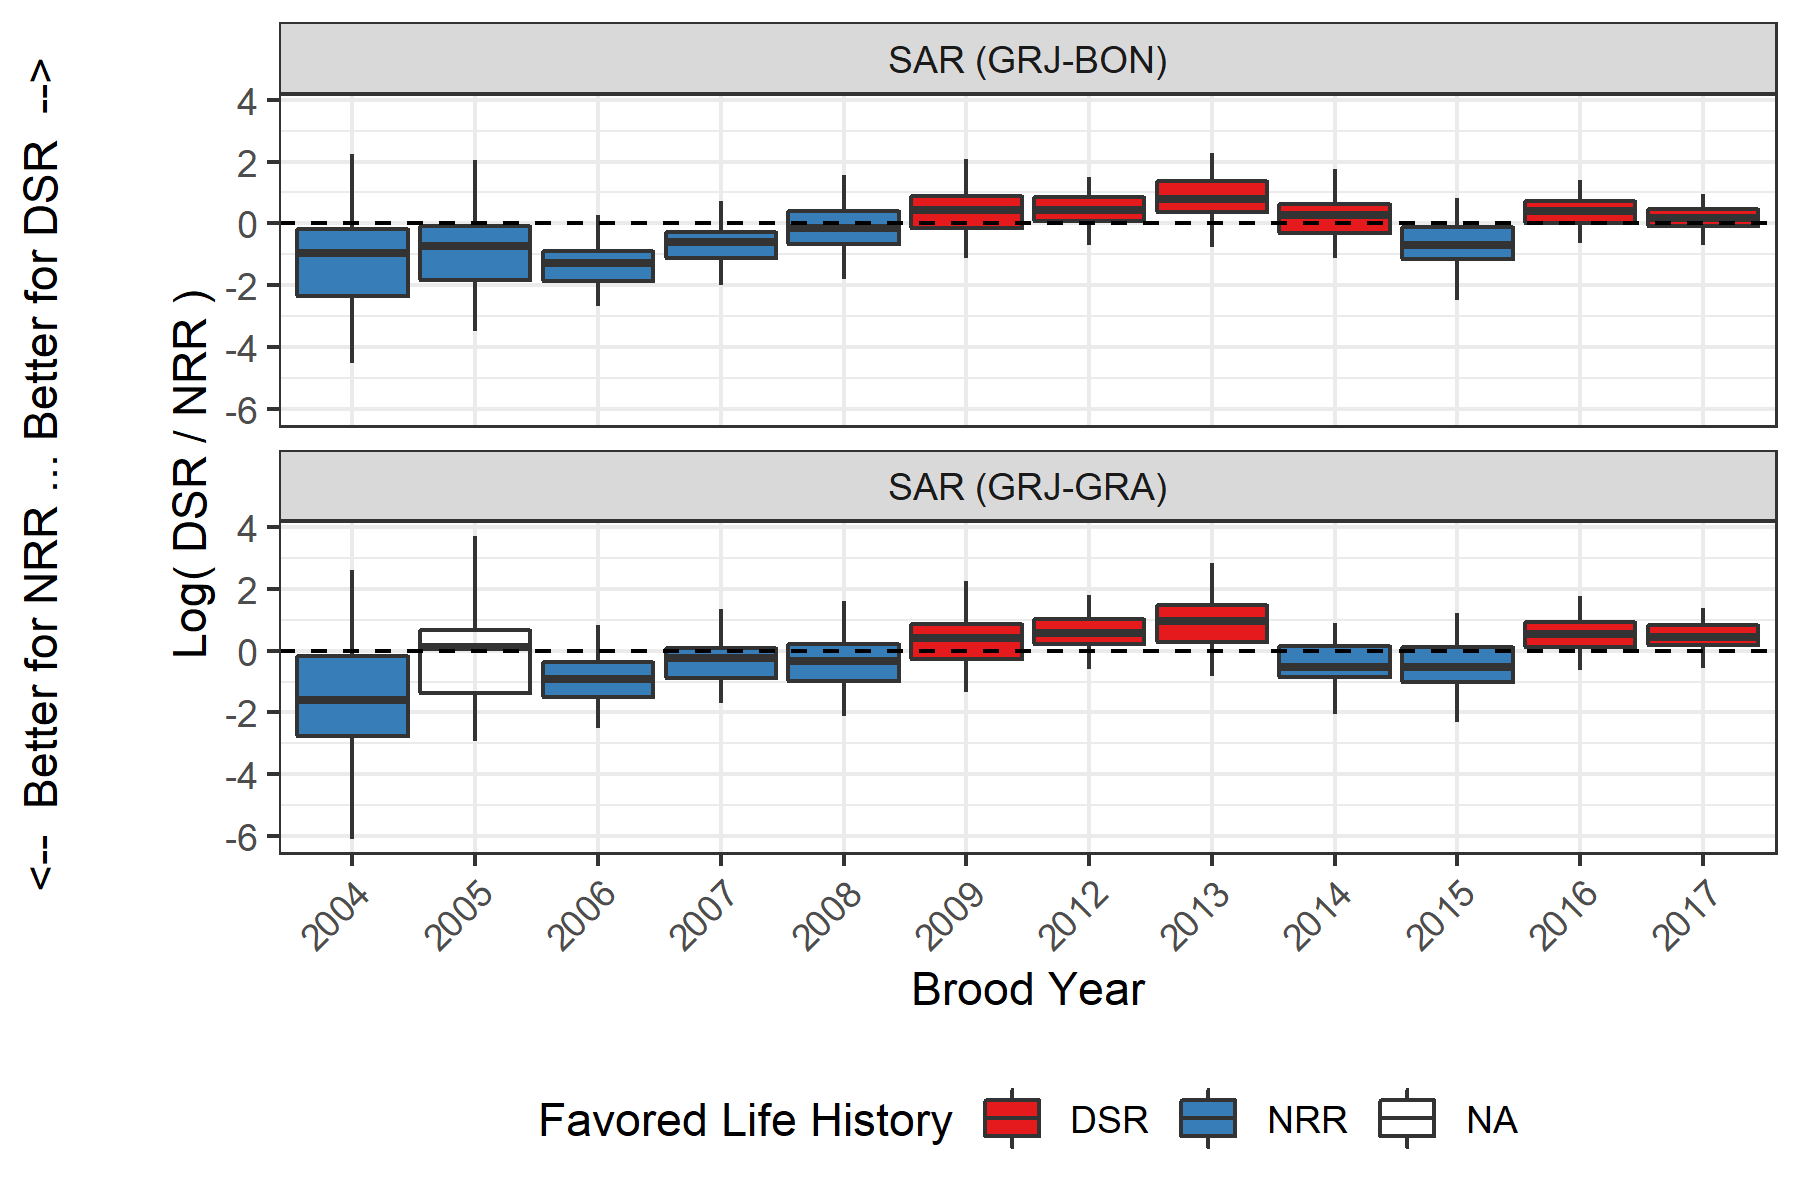 <--  Better for NRR ... Better for DSR  -->
Log( DSR / NRR )
SAR (GRJ-BON)
4
2
0
-2
-4
-6
SAR (GRJ-GRA)
4
2
0
-2
-4
-6
2004 2005 2006 2007 2008 2009 2012 2013 2014 2015 2016 2017
Brood Year
Favored Life History DSR NRR NA